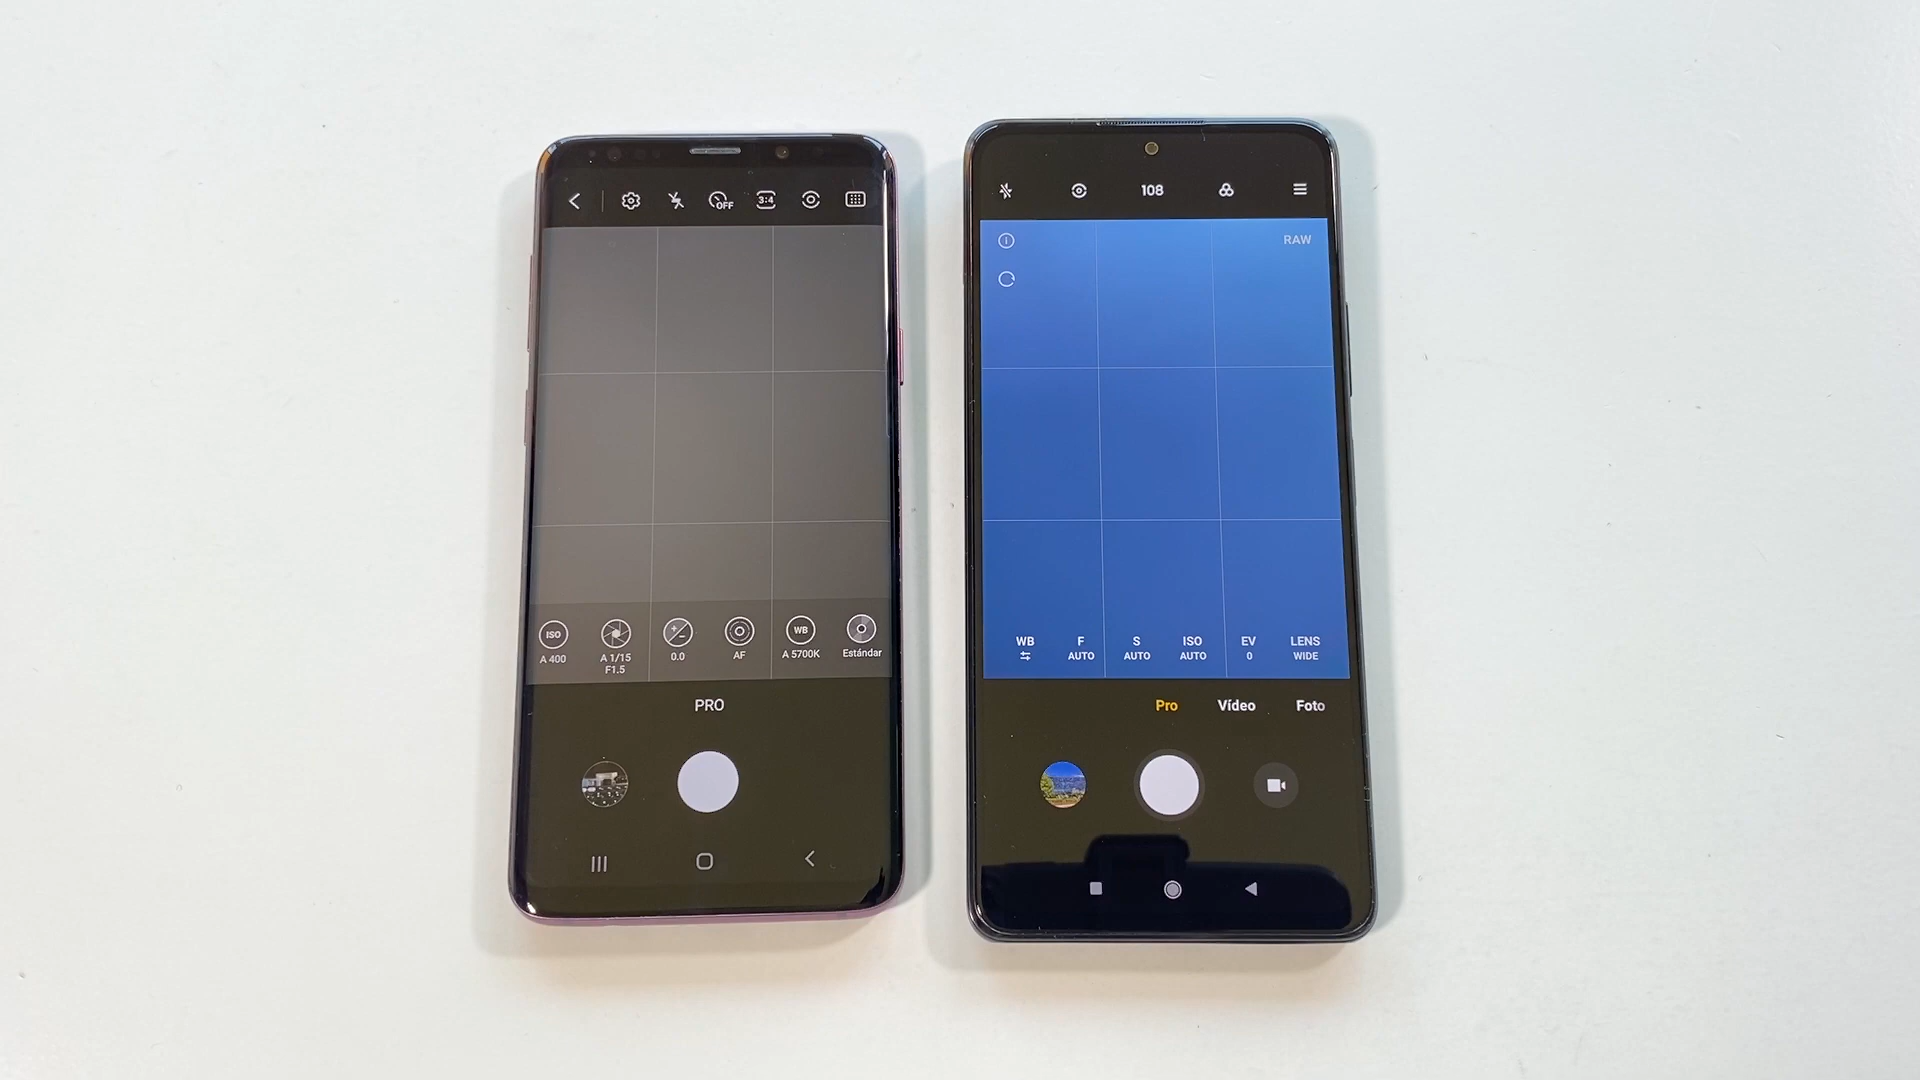 OFF
3:4
ISO
A 400
A 1/15
F1.5
0.0
AF
WB
A 5700K
Estándar
PRO
108
RAW
WB
F
AUTO
S
AUTO
ISO
AUTO
EV
0
LENS
WIDE
Pro Vídeo Foto